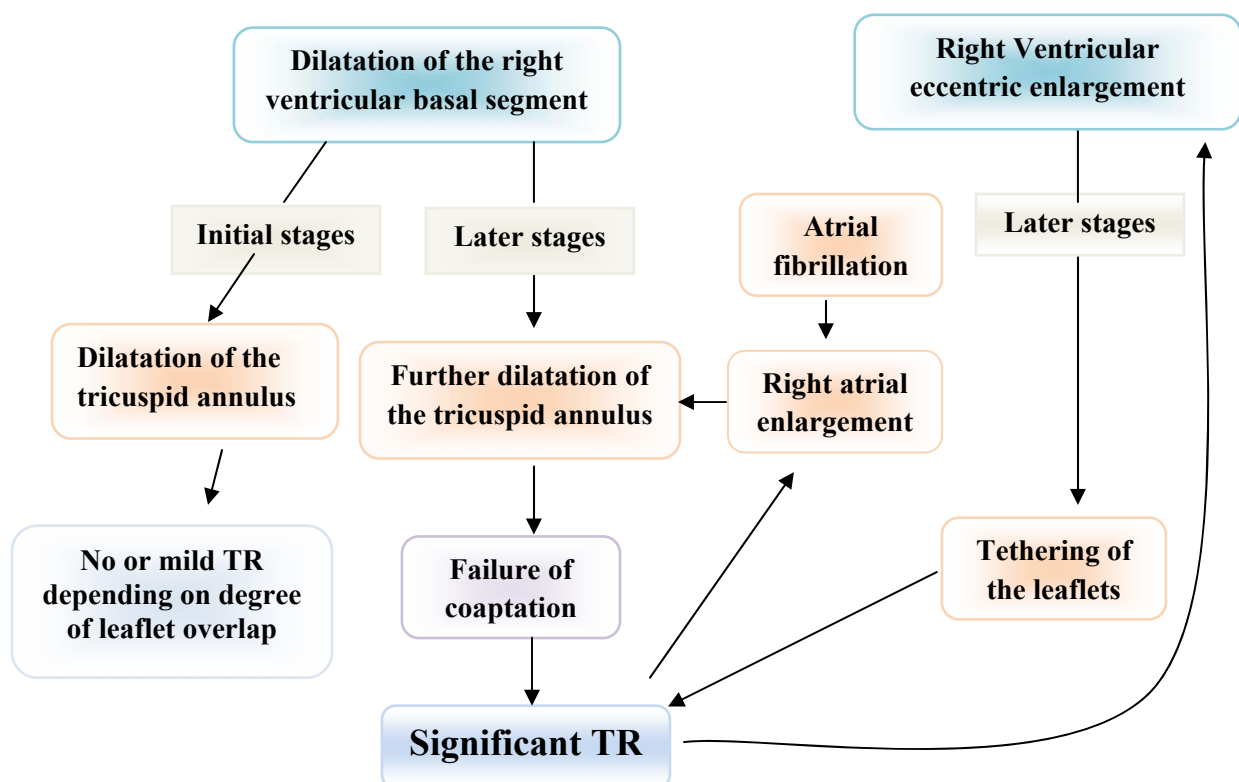 Dilatation of the right
ventricular basal segment
Right Ventricular
eccentric enlargement
Initial stages
Later stages
Atrial
fibrillation
Later stages
Dilatation of the
tricuspid annulus
Further dilatation of
the tricuspid annulus
Right atrial
enlargement
No or mild TR
depending on degree
of leaflet overlap
Failure of
coaptation
Tethering of
the leaflets
Significant TR